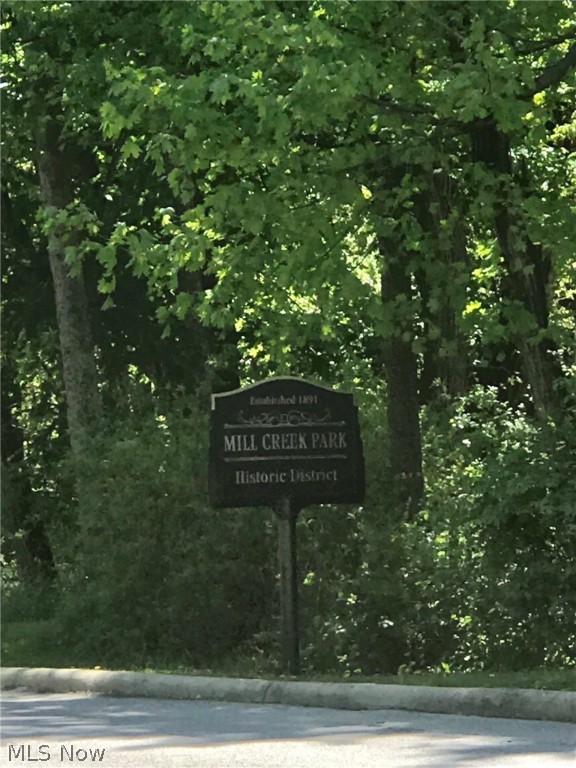 Established 1891
MILL CREEK PARK
Historic District
MLS Now